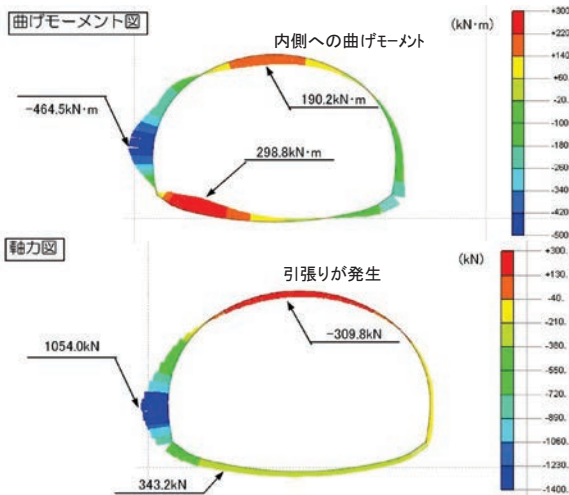 曲げモーメント図
内側への曲げモーメント
(kN·m)
-464.5kN·m
190.2kN·m
298.8kN·m
+300
+220
+140
+60
-20.
-100
-180
-260
-340
-420
-500
軸力図
引張りが発生
(kN)
1054.0kN
-309.8kN
343.2kN
+300.
+130.
-40.
-210.
-380.
-550.
-720.
-890.
-1060.
-1230.
-1400.